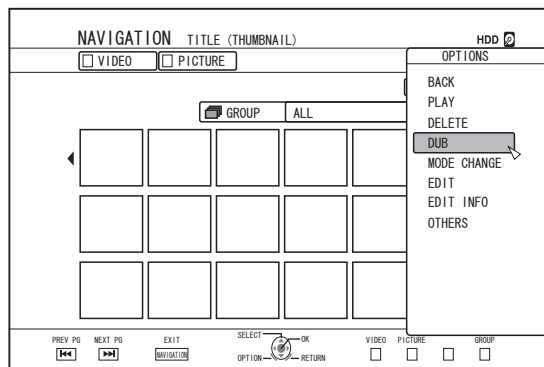 NAVIGATION TITLE (THUMBNAIL) HDD
VIDEO PICTURE
OPTIONS
BACK
PLAY
DELETE
DUB
MODE CHANGE
EDIT
EDIT INFO
OTHERS
GROUP ALL
PREV PG NEXT PG EXIT SELECT OK VIDEO PICTURE GROUP
NAVIGATION OPTION RETURN